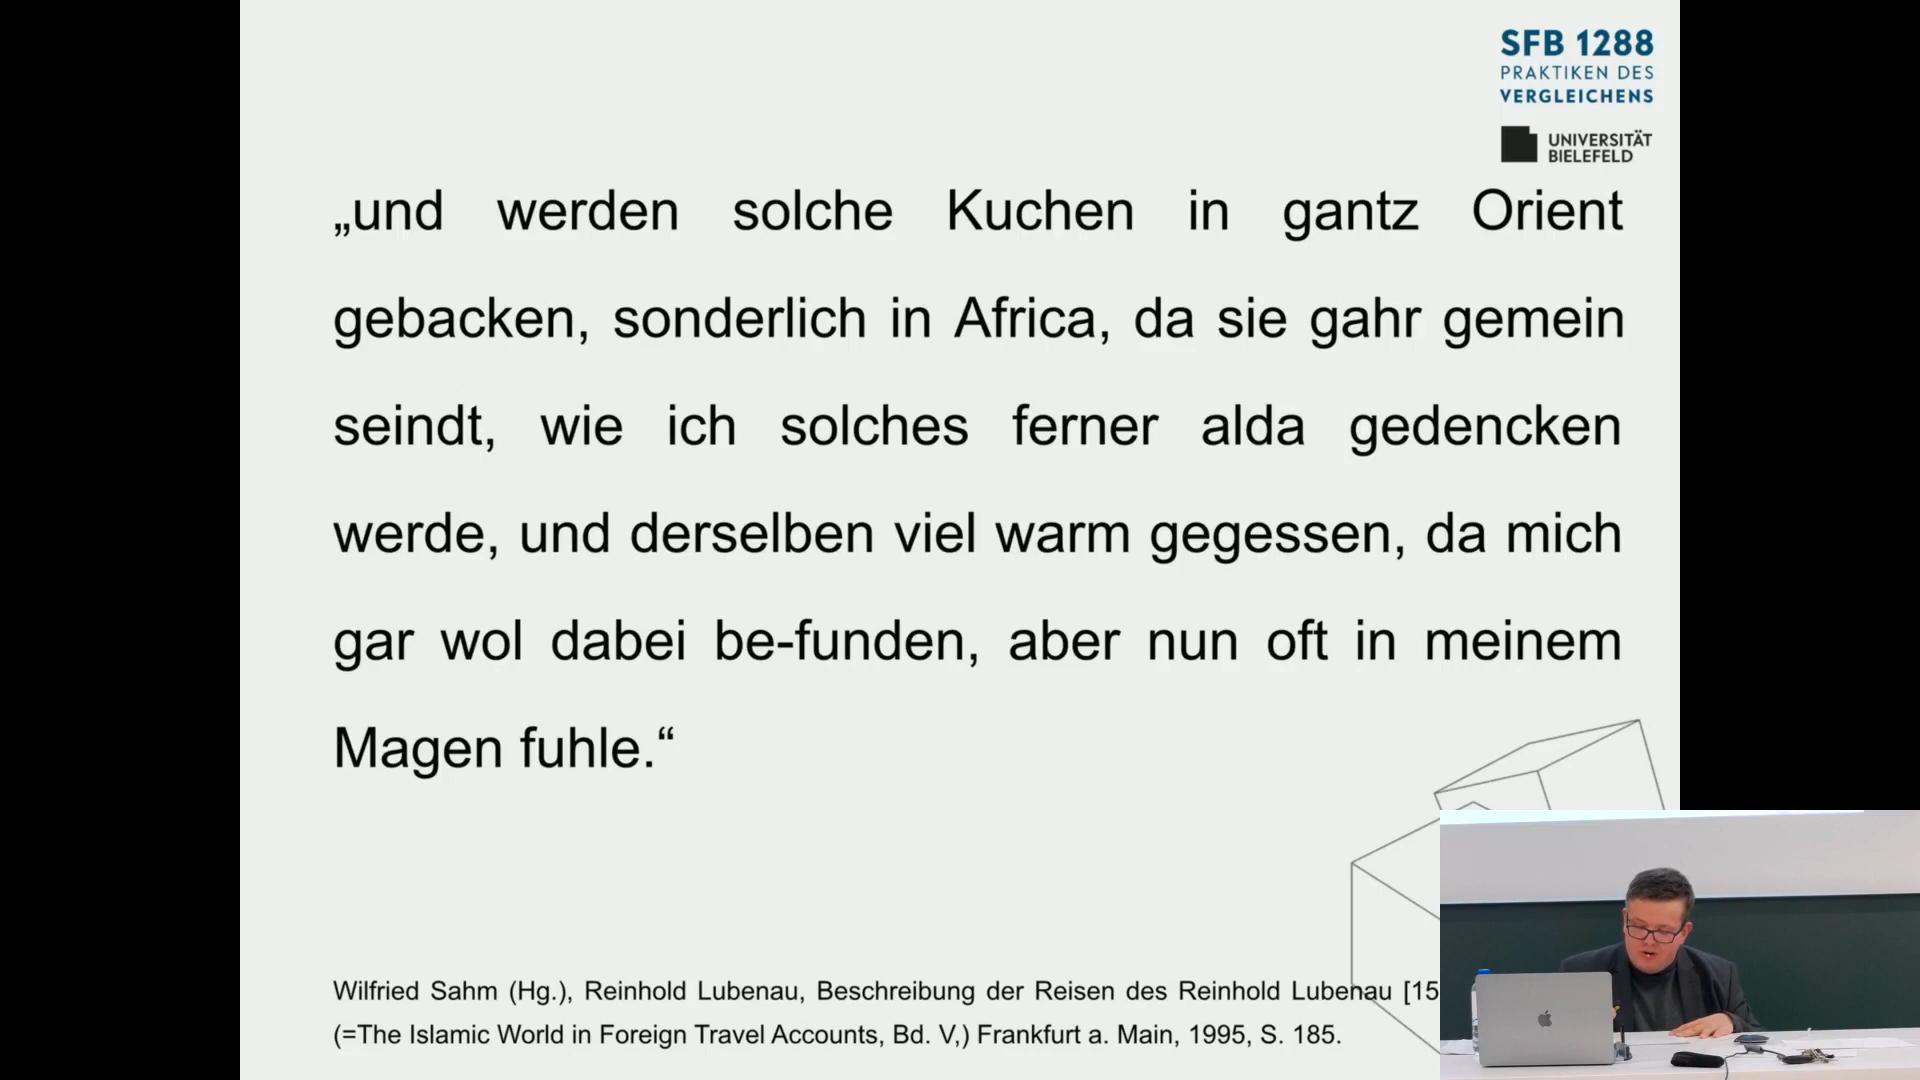 SFB 1288
PRAKTIKEN DES
VERGLEICHENS
UNIVERSITÄT
BIELEFELD
„und werden solche Kuchen in gantz Orient
gebacken, sonderlich in Africa, da sie gahr gemein
seindt, wie ich solches ferner alda gedencken
werde, und derselben viel warm gegessen, da mich
gar wol dabei be-funden, aber nun oft in meinem
Magen fuhle.“
Wilfried Sahm (Hg.), Reinhold Lubenau, Beschreibung der Reisen des Reinhold Lubenau [15
(=The Islamic World in Foreign Travel Accounts, Bd. V,) Frankfurt a. Main, 1995, S. 185.